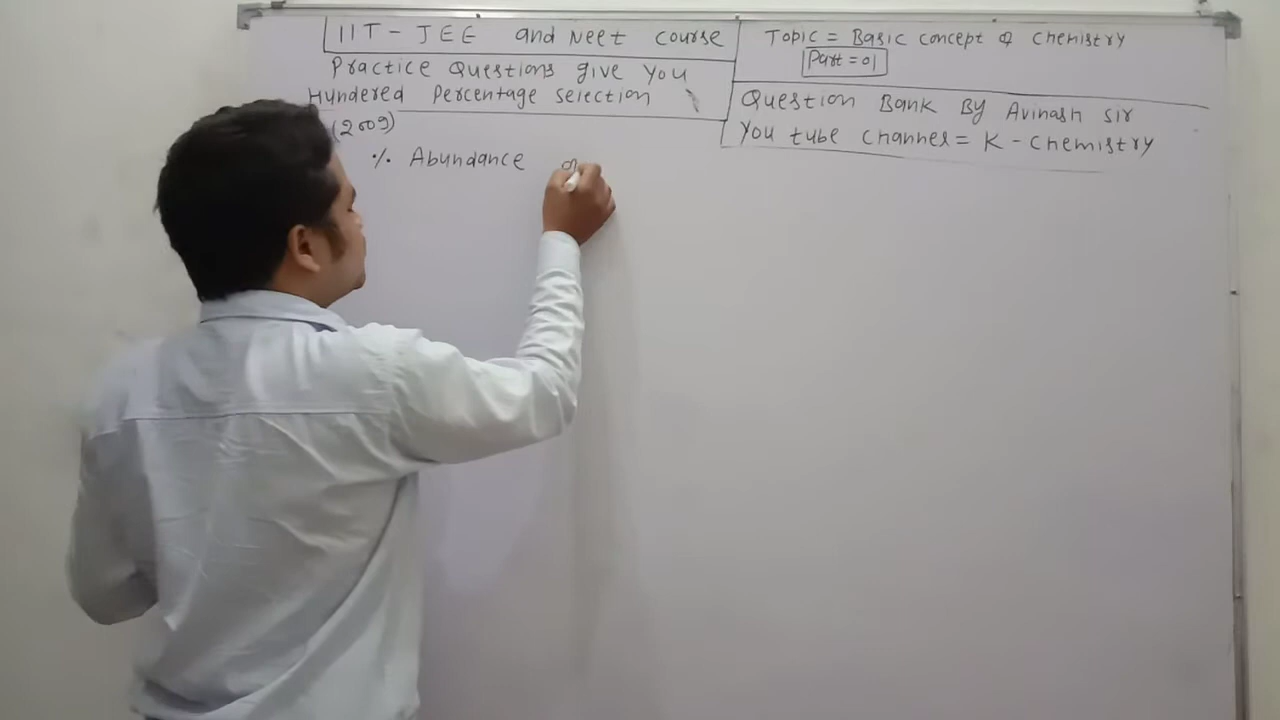 IIT - JEE and Neet course
Practice Questions give you
Hundered Percentage selection
Topic = Basic concept of chemistry
Part = 01
Question Bank By Avinash sir
You tube channel = K - chemistry
(2009)
% Abundance